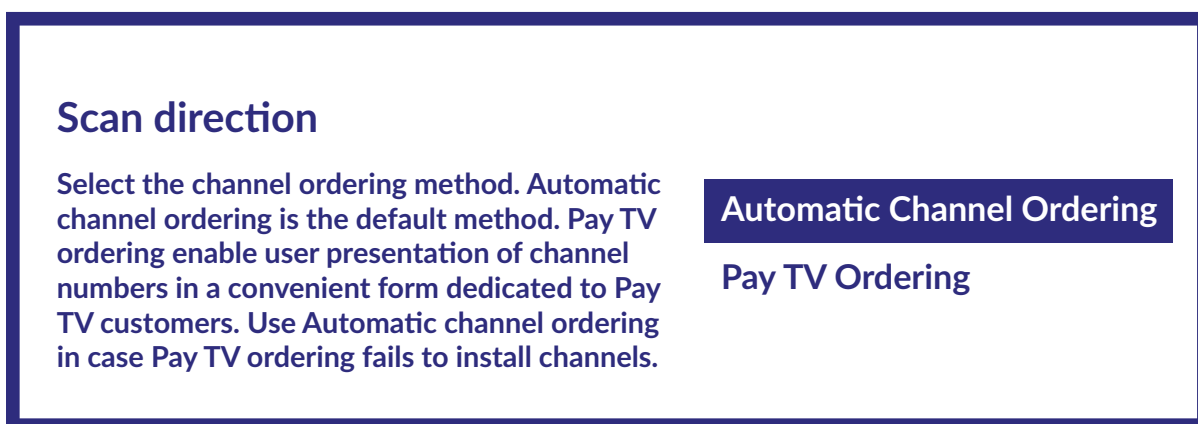 Scan direction
Select the channel ordering method. Automatic
channel ordering is the default method. Pay TV
ordering enable user presentation of channel
numbers in a convenient form dedicated to Pay
TV customers. Use Automatic channel ordering
in case Pay TV ordering fails to install channels.
Automatic Channel Ordering
Pay TV Ordering